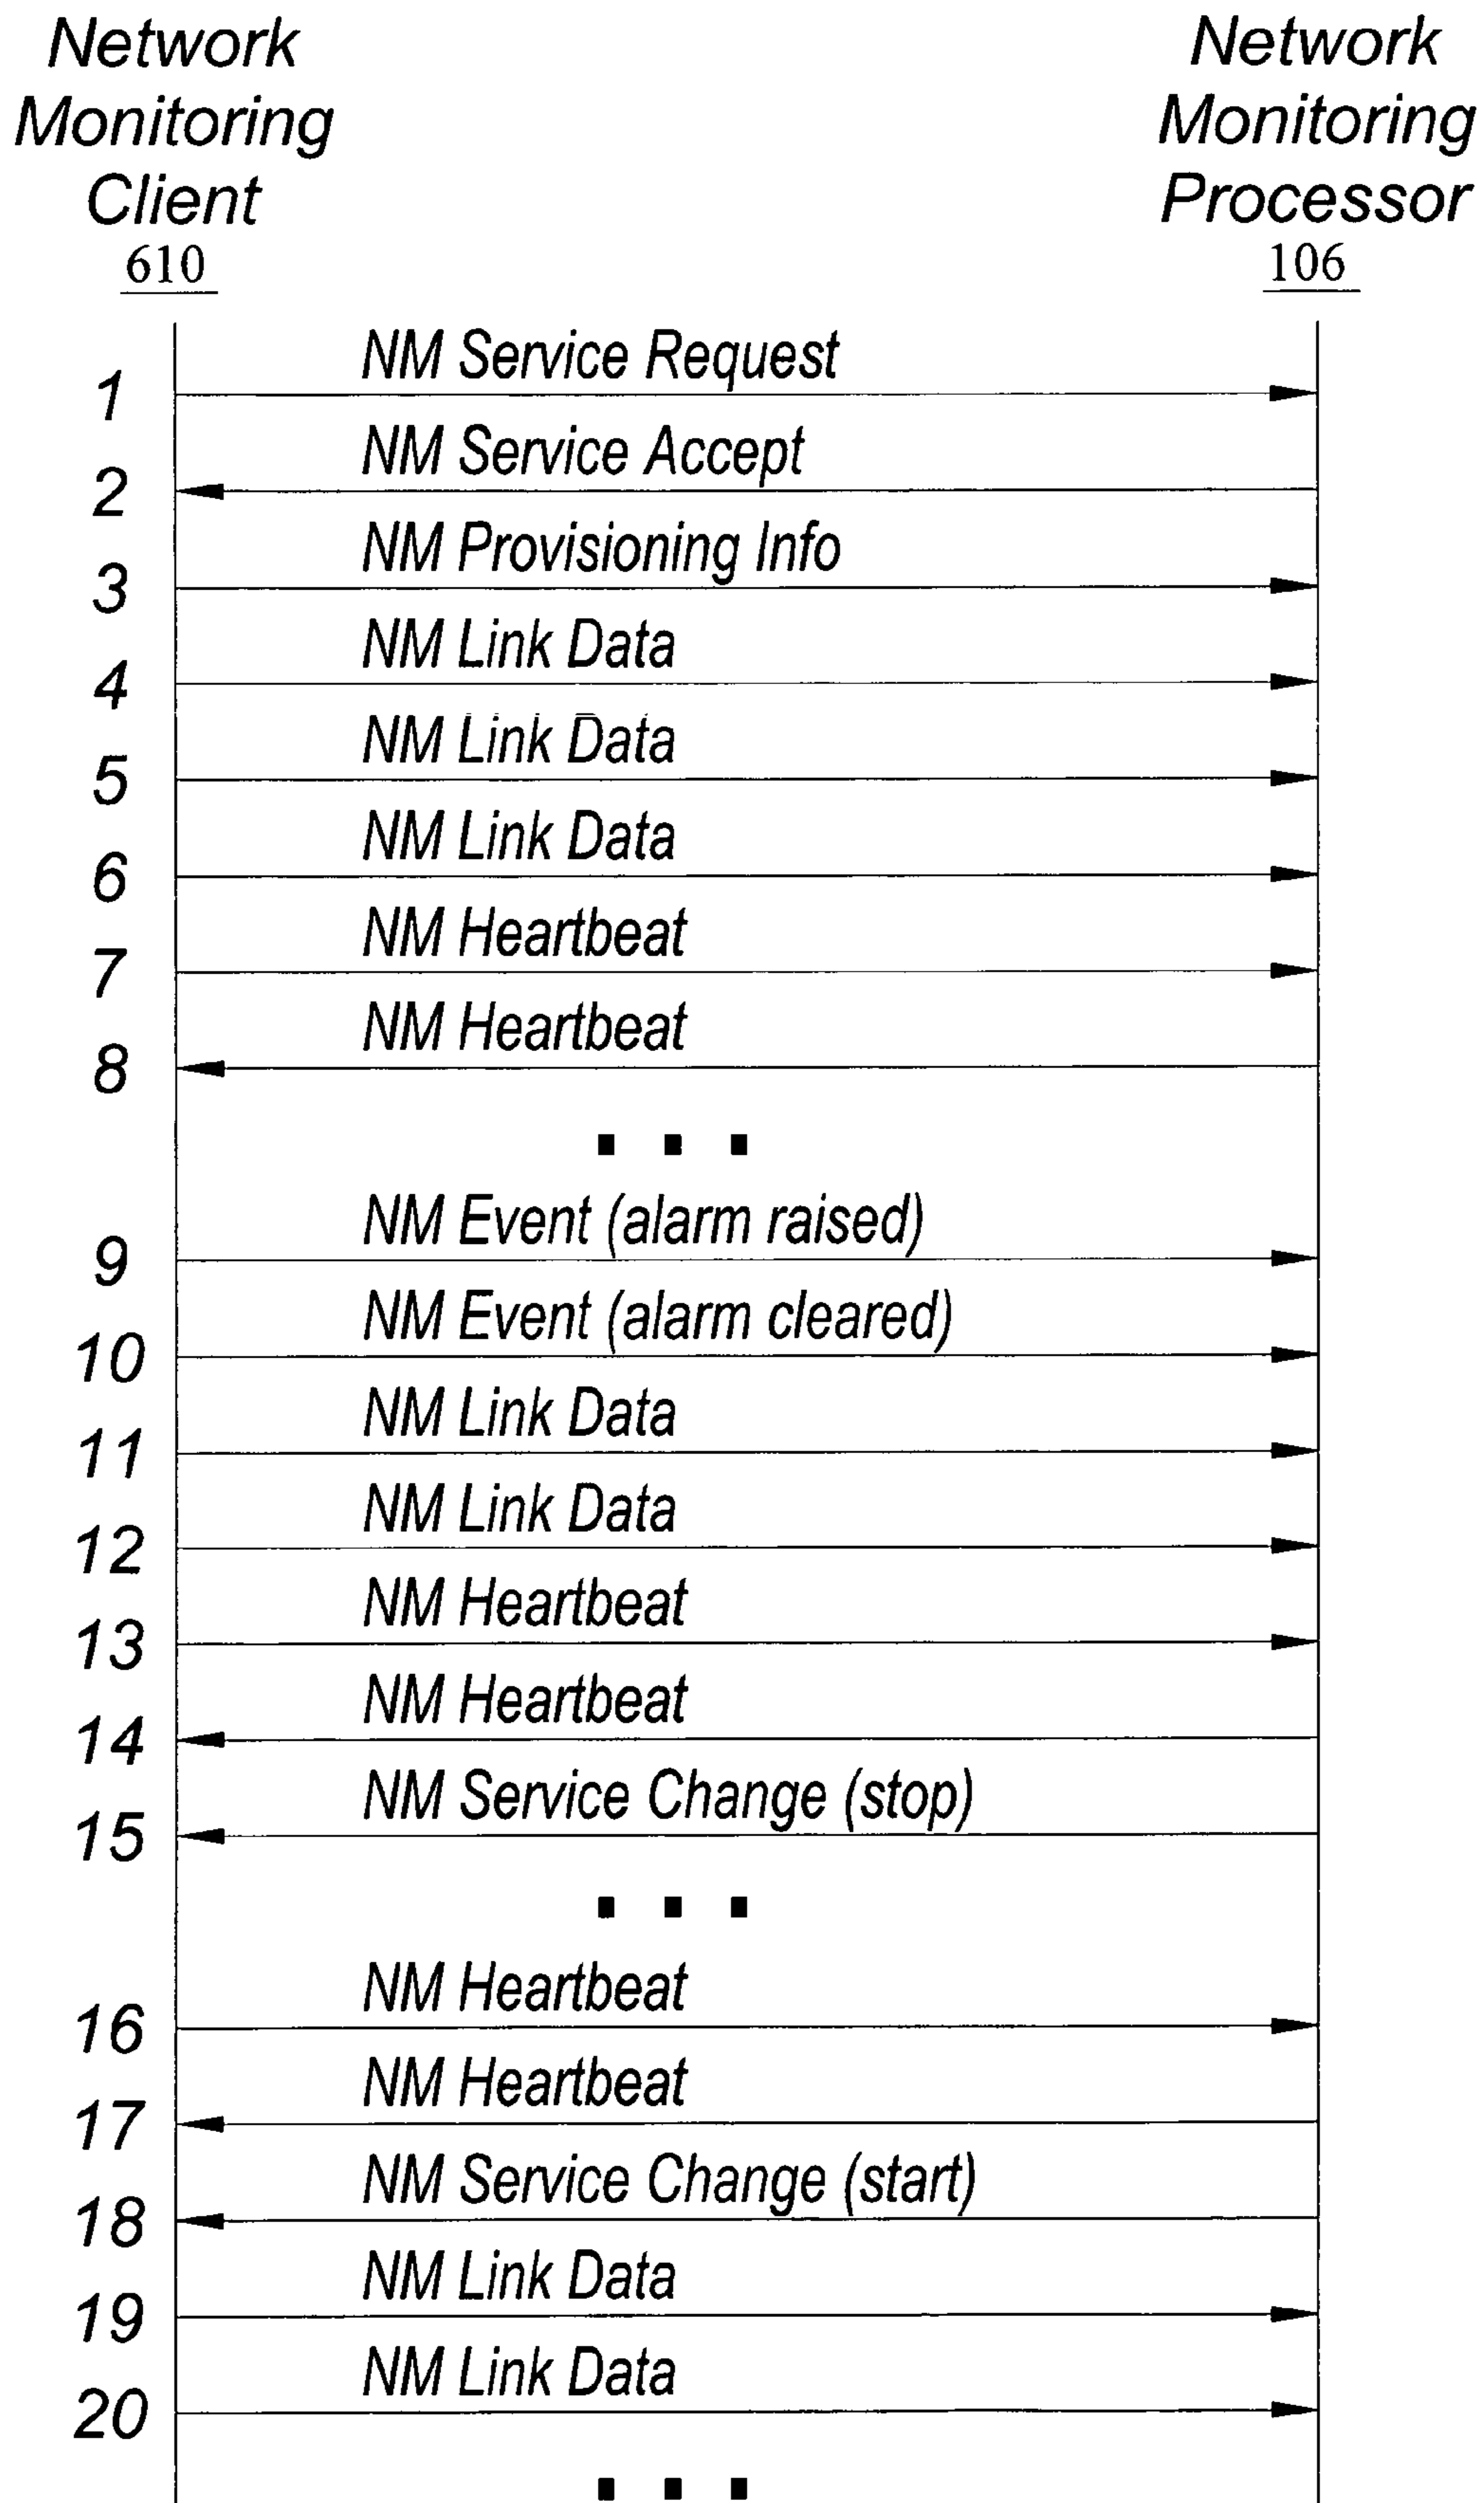 Network
Monitoring
Client
610
Network
Monitoring
Processor
106
NM Service Request
1
NM Service Accept
2
NM Provisioning Info
3
NM Link Data
4
NM Link Data
5
NM Link Data
6
NM Heartbeat
7
NM Heartbeat
8
. . .
NM Event (alarm raised)
9
NM Event (alarm cleared)
10
NM Link Data
11
NM Link Data
12
NM Heartbeat
13
NM Heartbeat
14
NM Service Change (stop)
15
. . .
NM Heartbeat
16
NM Heartbeat
17
NM Service Change (start)
18
NM Link Data
19
NM Link Data
20
. . .